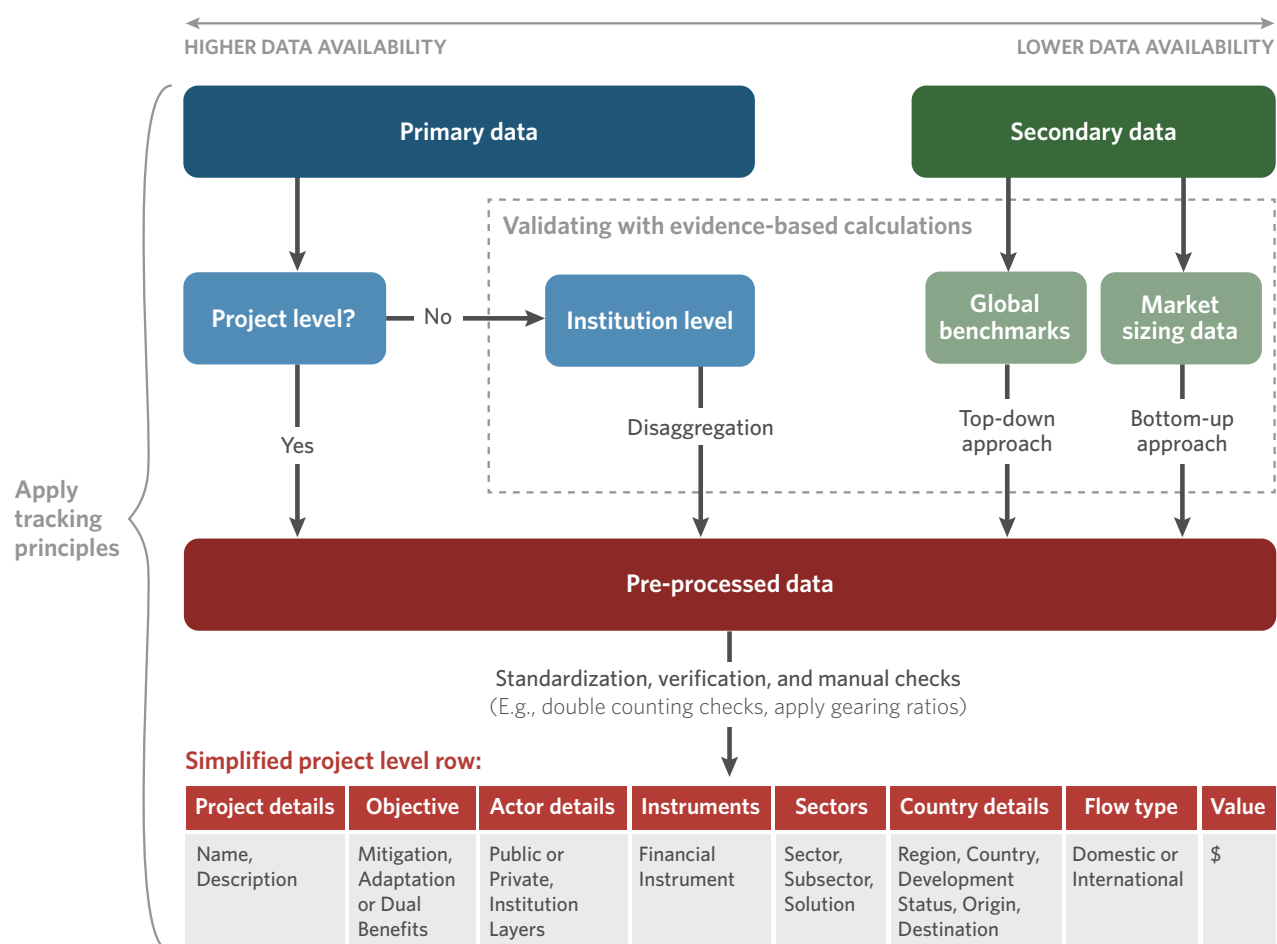 HIGHER DATA AVAILABILITY
LOWER DATA AVAILABILITY
Primary data
Secondary data
Validating with evidence-based calculations
Project level?
No
Institution level
Global
benchmarks
Market
sizing data
Yes
Disaggregation
Top-down
approach
Bottom-up
approach
Apply
tracking
principles
Pre-processed data
Standardization, verification, and manual checks
(E.g., double counting checks, apply gearing ratios)
Simplified project level row:
Project details
Objective
Actor details
Instruments
Sectors
Country details
Flow type
Value
Name,
Description
Mitigation,
Adaptation
or Dual
Benefits
Public or
Private,
Institution
Layers
Financial
Instrument
Sector,
Subsector,
Solution
Region, Country,
Development
Status, Origin,
Destination
Domestic or
International
$